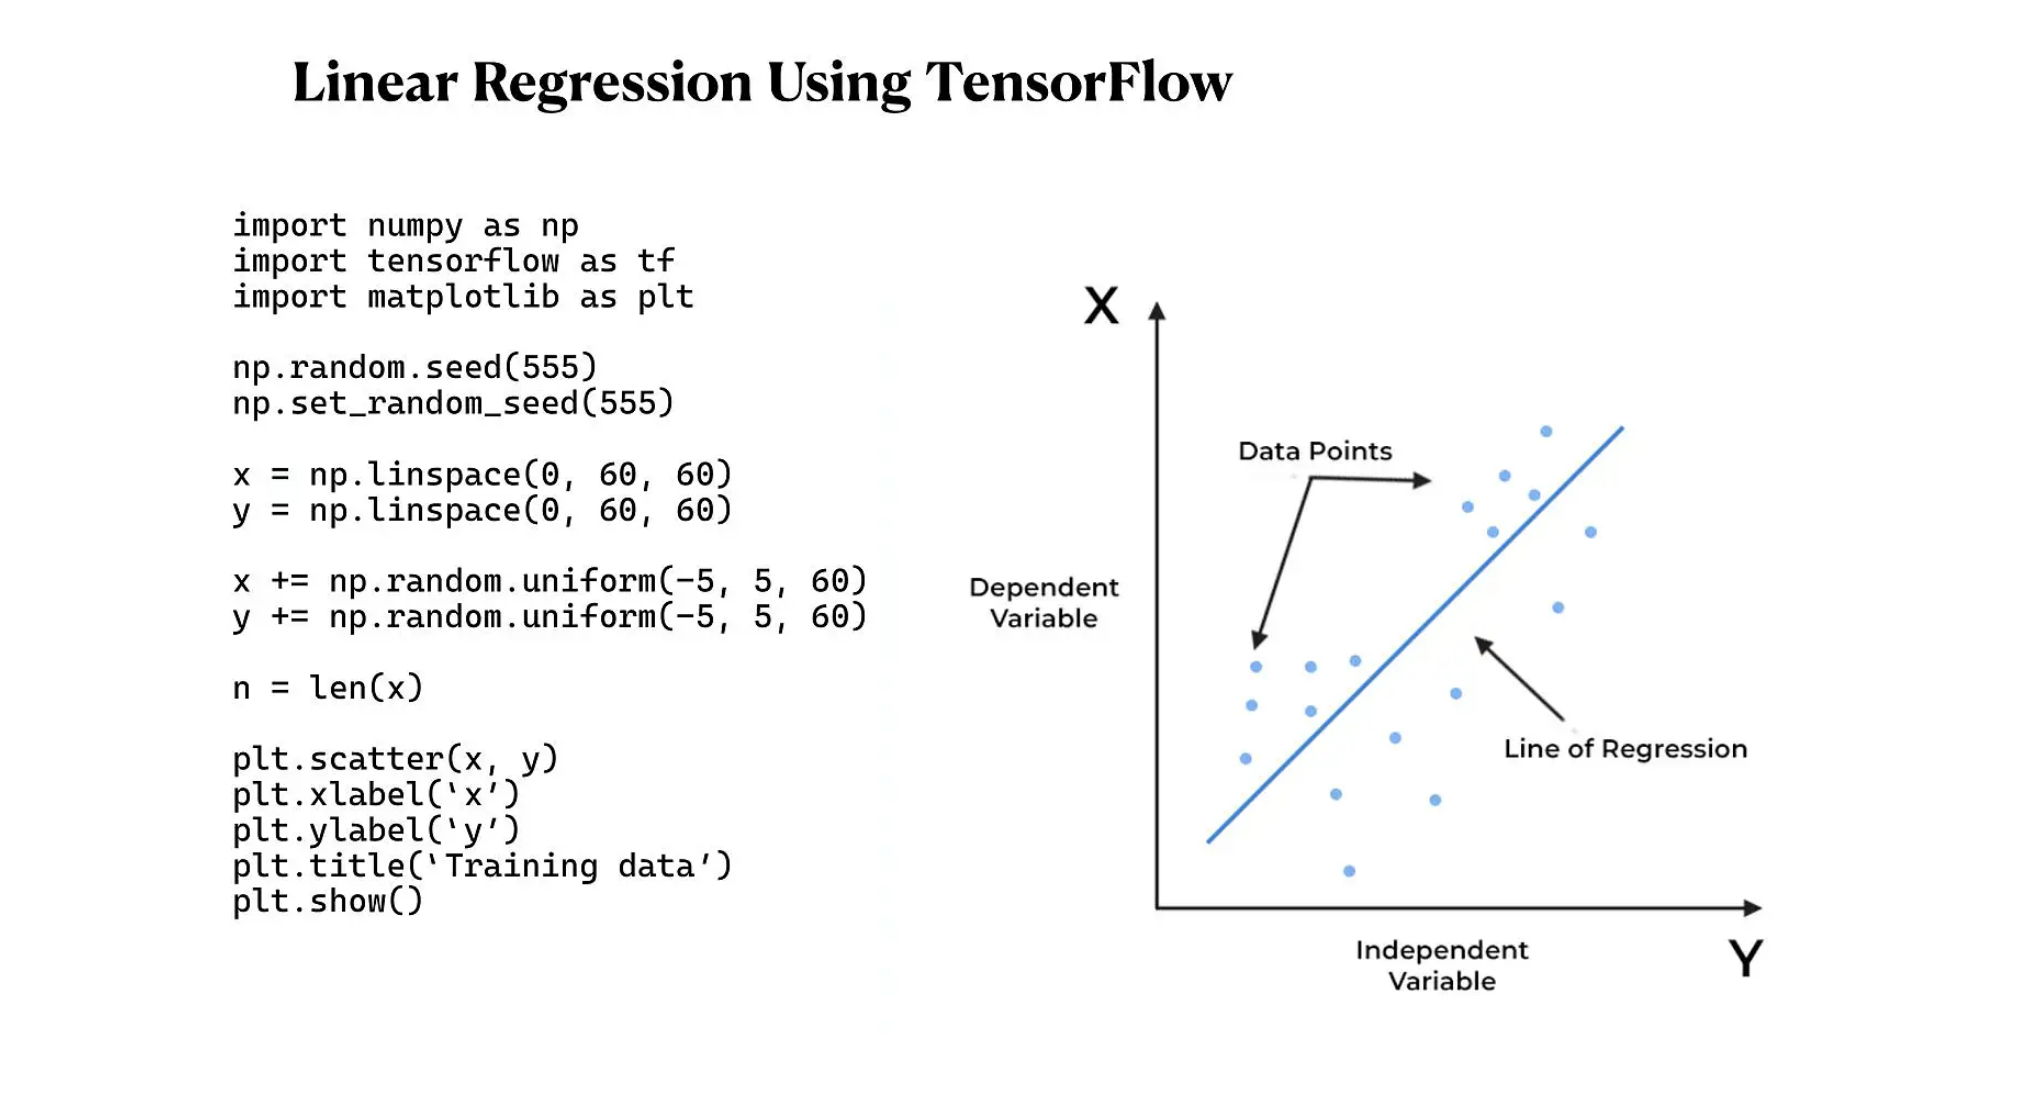 Linear Regression Using TensorFlow
import numpy as np
import tensorflow as tf
import matplotlib as plt
np.random.seed(555)
np.set_random_seed(555)
x = np.linspace(0, 60, 60)
y = np.linspace(0, 60, 60)
x += np.random.uniform(-5, 5, 60)
y += np.random.uniform(-5, 5, 60)
n = len(x)
plt.scatter(x, y)
plt.xlabel(‘x’)
plt.ylabel(‘y’)
plt.title(‘Training data’)
plt.show()
X
Data Points
Dependent
Variable
Line of Regression
Independent
Variable
Y